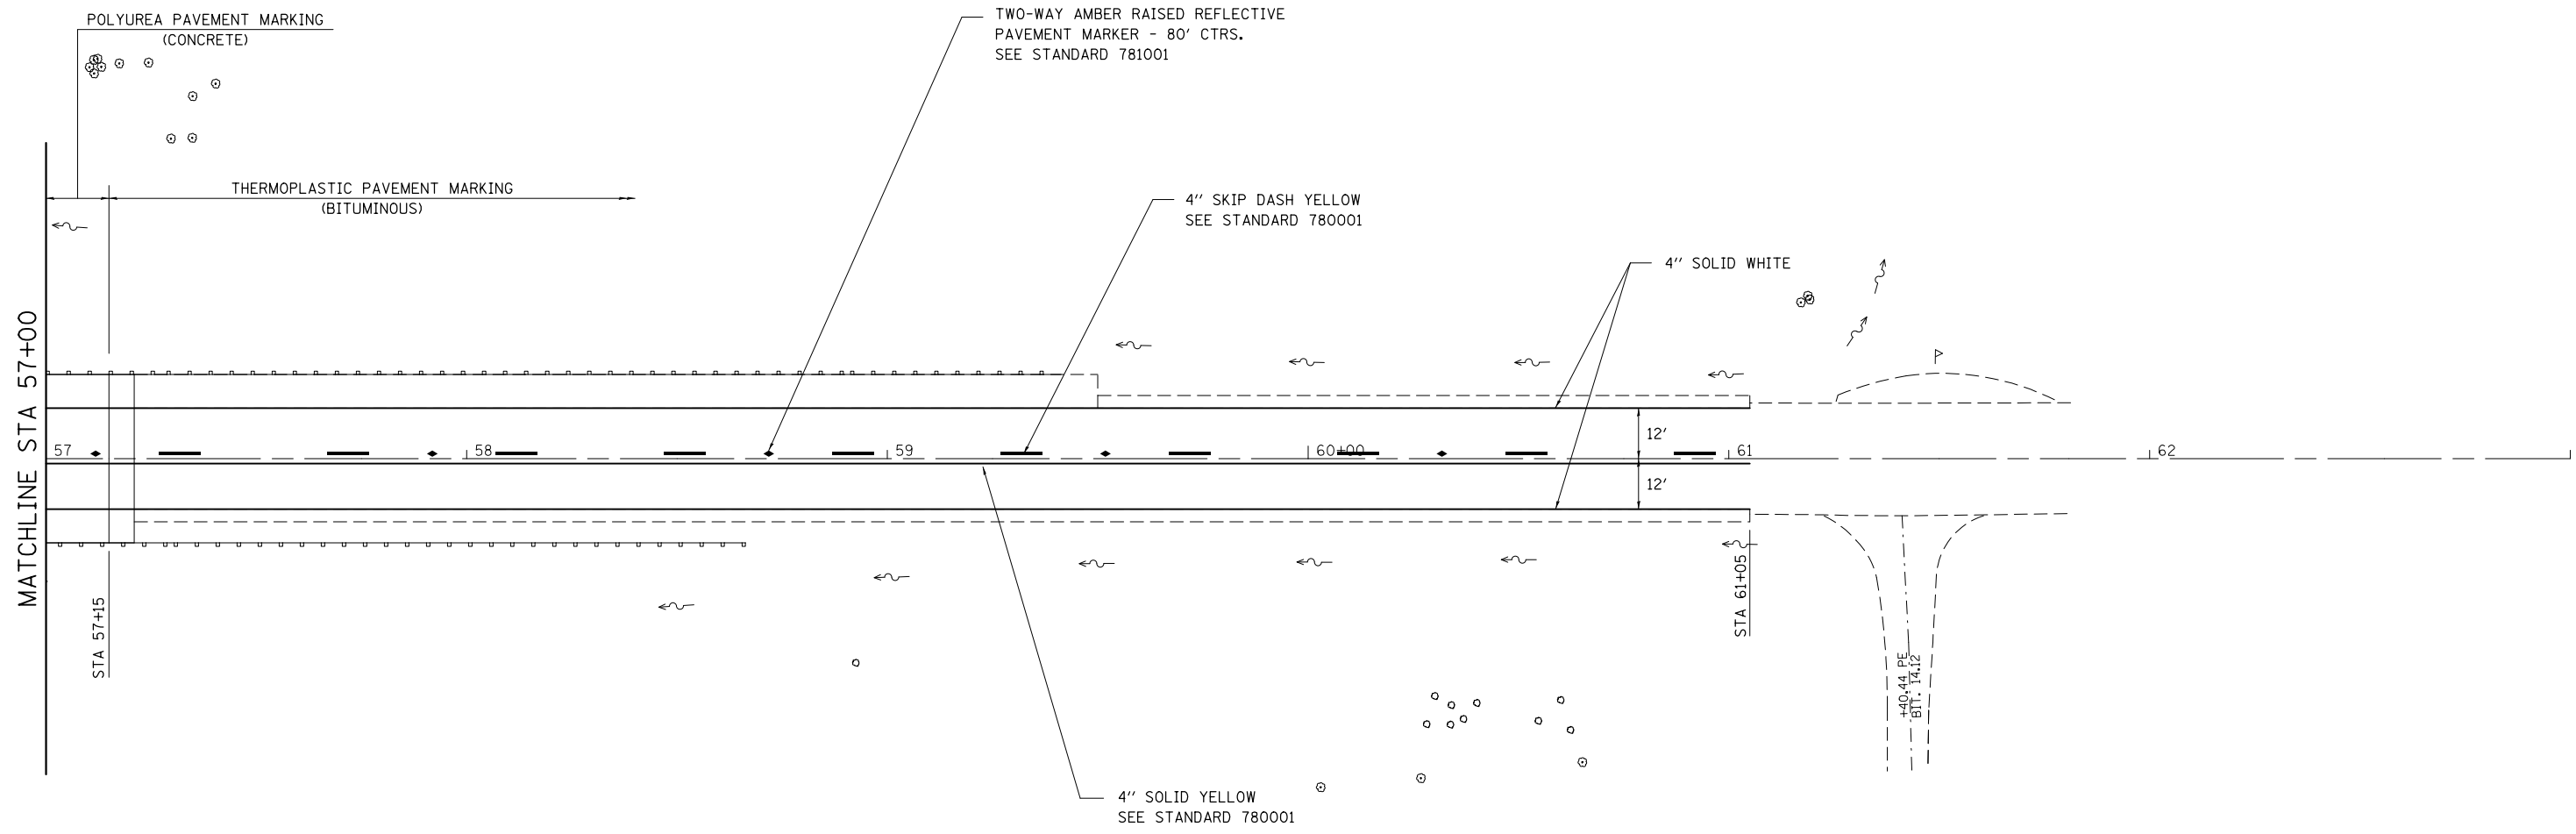 POLYUREA PAVEMENT MARKING
(CONCRETE)
TWO-WAY AMBER RAISED REFLECTIVE
PAVEMENT MARKER - 80' CTRS.
SEE STANDARD 781001
THERMOPLASTIC PAVEMENT MARKING
(BITUMINOUS)
4" SKIP DASH YELLOW
SEE STANDARD 780001
4" SOLID WHITE
MATCHLINE STA 57+00
12'
57
58
59
60+00
61
62
12'
STA 57+15
STA 61+05
+40.44 PE
BIT. 14.12
4" SOLID YELLOW
SEE STANDARD 780001